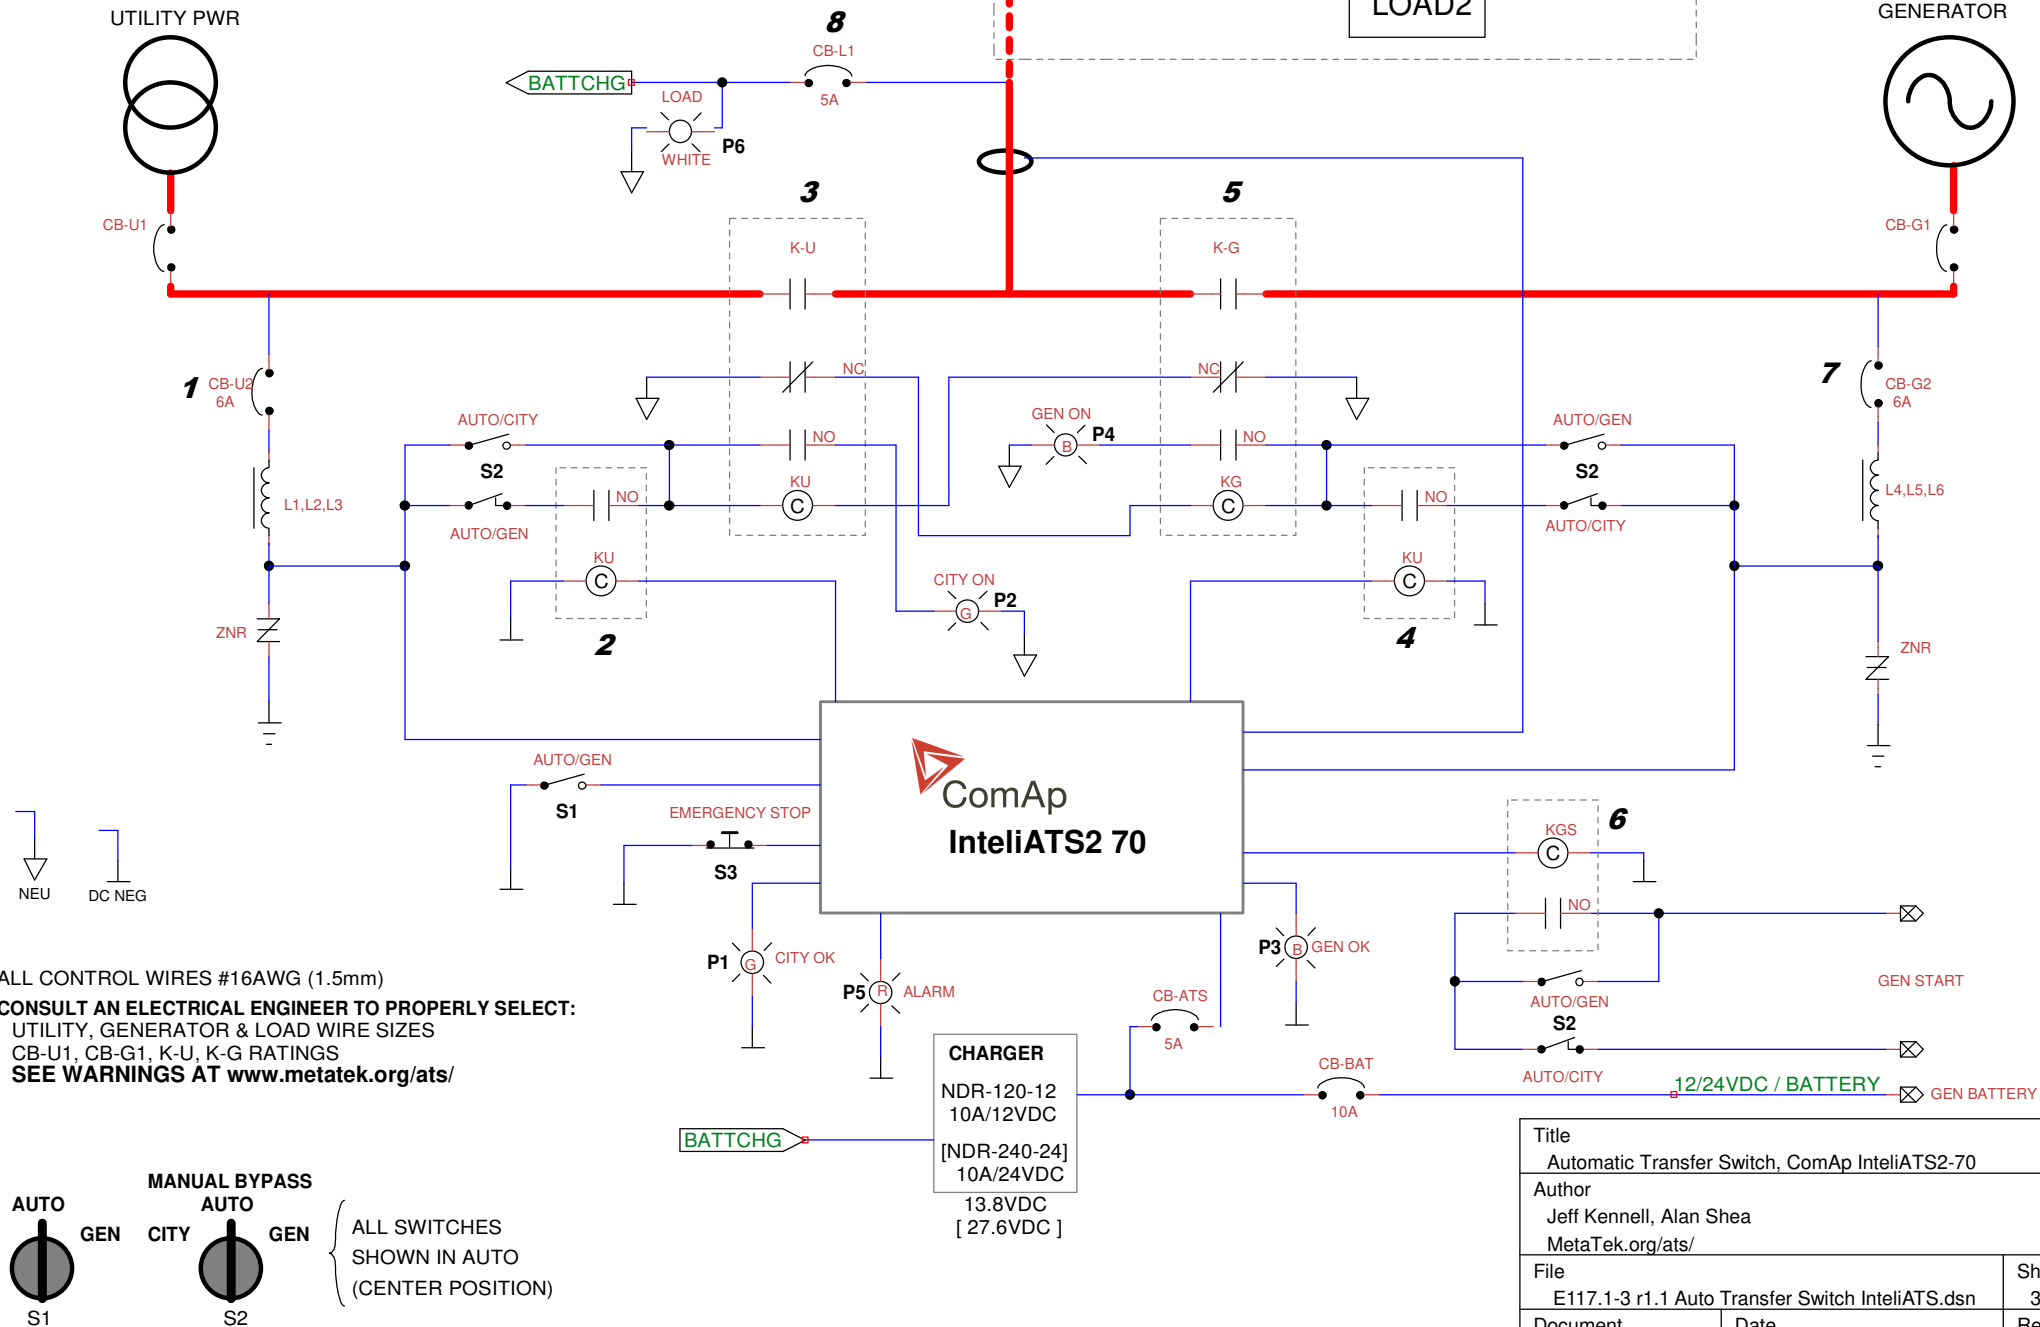 UTILITY PWR
8
LOAD2
GENERATOR
CB-L1
BATTCHG
5A
LOAD
P6
WHITE
3
5
CB-U1
CB-G1
K-U
K-G
1
CB-U2
6A
NC
NC
7
CB-G2
6A
AUTO/CITY
NO
GEN ON
B
P4
NO
AUTO/GEN
S2
S2
L1,L2,L3
NO
KU
C
KG
C
NO
L4,L5,L6
AUTO/GEN
AUTO/CITY
KU
C
KU
C
CITY ON
G
P2
ZNR
2
4
ZNR
AUTO/GEN
S1
ComAp
InteliATS2 70
EMERGENCY STOP
S3
6
KGS
C
NEU
DC NEG
NO
P1
G
CITY OK
P3
B
GEN OK
P5
R
ALARM
ALL CONTROL WIRES #16AWG (1.5mm)
CONSULT AN ELECTRICAL ENGINEER TO PROPERLY SELECT:
UTILITY, GENERATOR & LOAD WIRE SIZES
CB-U1, CB-G1, K-U, K-G RATINGS
SEE WARNINGS AT www.metatek.org/ats/
CB-ATS
5A
GEN START
AUTO/GEN
S2
AUTO/CITY
CHARGER
NDR-120-12
10A/12VDC
[NDR-240-24]
10A/24VDC
13.8VDC
[ 27.6VDC ]
CB-BAT
10A
12/24VDC / BATTERY
GEN BATTERY
BATTCHG
AUTO
GEN
S1
MANUAL BYPASS
AUTO
CITY
GEN
S2
ALL SWITCHES
SHOWN IN AUTO
(CENTER POSITION)
Title
Automatic Transfer Switch, ComAp InteliATS2-70
Author
Jeff Kennell, Alan Shea
MetaTek.org/ats/
File
E117.1-3 r1.1 Auto Transfer Switch InteliATS.dsn
Sh
3
Document
Date
Re